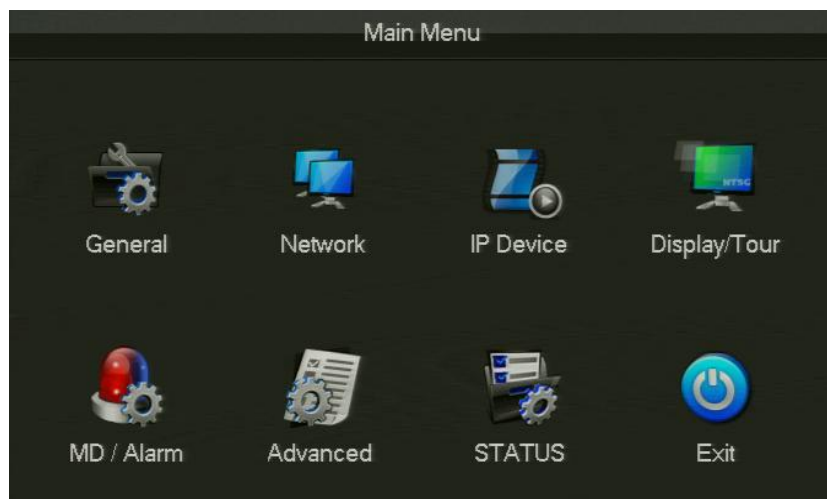 Main Menu
NTSC
General
Network
IP Device
Display/Tour
MD / Alarm
Advanced
STATUS
Exit